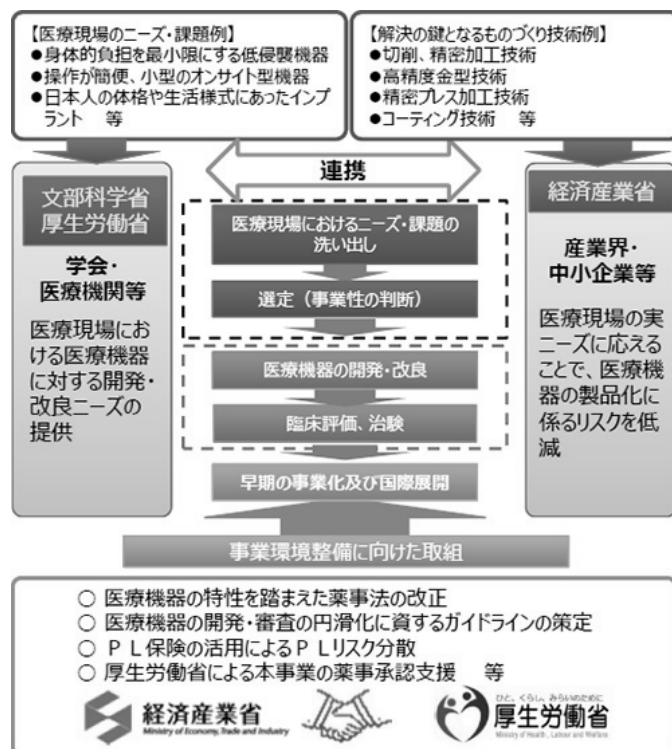 【医療現場のニーズ・課題例】
●身体的負担を最小限にする低侵襲機器
●操作が簡便、小型のオンサイト型機器
●日本人の体格や生活様式にあったインプ
ラント　等
【解決の鍵となるものづくり技術例】
●切削、精密加工技術
●高精度金型技術
●精密プレス加工技術
●コーティング技術　等
連携
文部科学省
厚生労働省
学会・
医療機関等
医療現場にお
ける医療機器
に対する開発・
改良ニーズの
提供
医療現場におけるニーズ・課題の
洗い出し
選定（事業性の判断）
医療機器の開発・改良
臨床評価、治験
早期の事業化及び国際展開
経済産業省
産業界・
中小企業等
医療現場の実
ニーズに応える
ことで、医療機
器の製品化に
係るリスクを低
減
事業環境整備に向けた取組
○ 医療機器の特性を踏まえた薬事法の改正
○ 医療機器の開発・審査の円滑化に資するガイドラインの策定
○ ＰＬ保険の活用によるＰＬリスク分散
○ 厚生労働省による本事業の薬事承認支援　等
経済産業省
Ministry of Economy, Trade and Industry
ひと、くらし、みらいのために
厚生労働省
Ministry of Health, Labour and Welfare